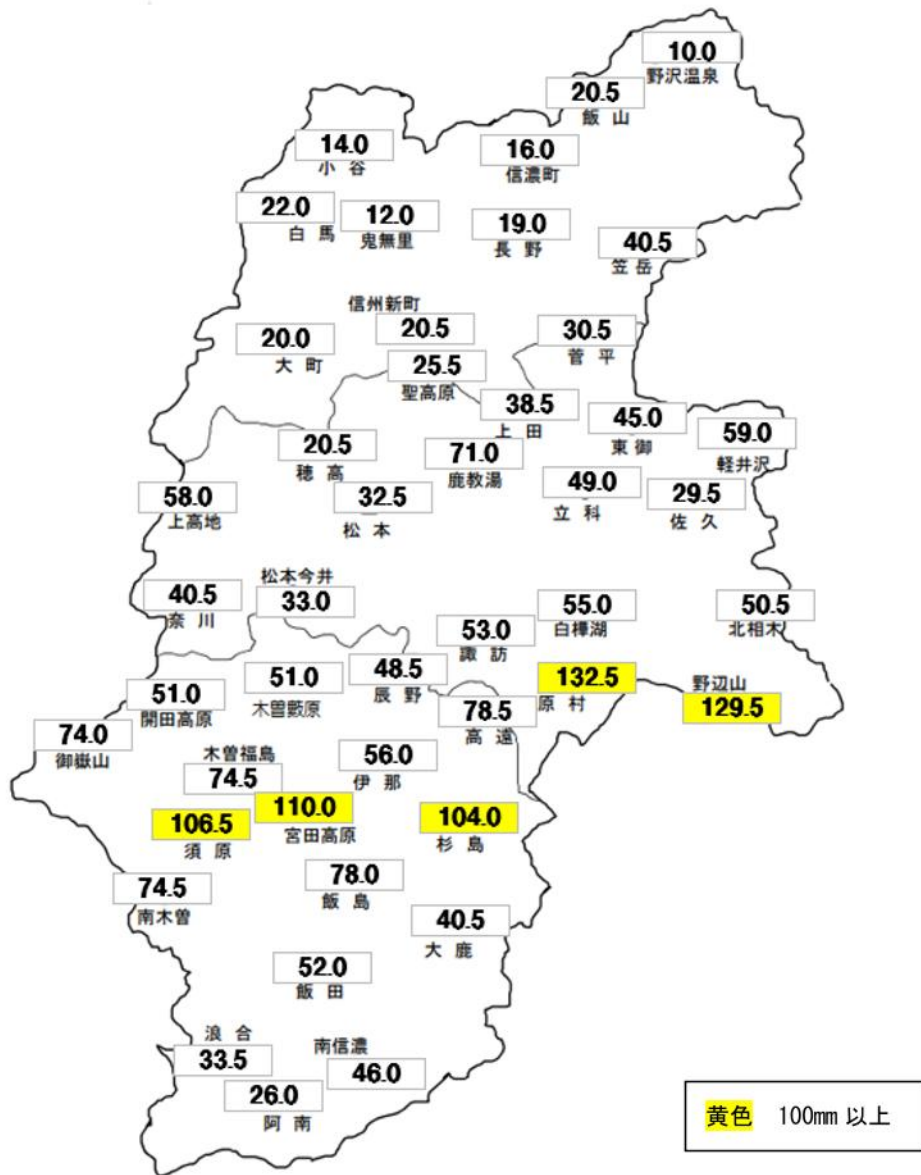 10.0
野沢温泉
20.5
飯山
14.0
小谷
16.0
信濃町
22.0
白馬
12.0
鬼無里
19.0
長野
40.5
笠岳
信州新町
20.5
20.0
大町
30.5
菅平
25.5
聖高原
38.5
上田
45.0
東御
59.0
軽井沢
20.5
穂高
71.0
鹿教湯
58.0
上高地
32.5
松本
49.0
立科
29.5
佐久
40.5
奈川
松本今井
33.0
55.0
白樺湖
50.5
北相木
53.0
諏訪
51.0
開田高原
51.0
木曽藪原
48.5
辰野
132.5
原村
野辺山
129.5
78.5
高遠
74.0
御嶽山
木曽福島
74.5
56.0
伊那
106.5
須原
110.0
宮田高原
104.0
杉島
74.5
南木曽
78.0
飯島
40.5
大鹿
52.0
飯田
浪合
33.5
南信濃
46.0
26.0
阿南
黄色 100mm 以上